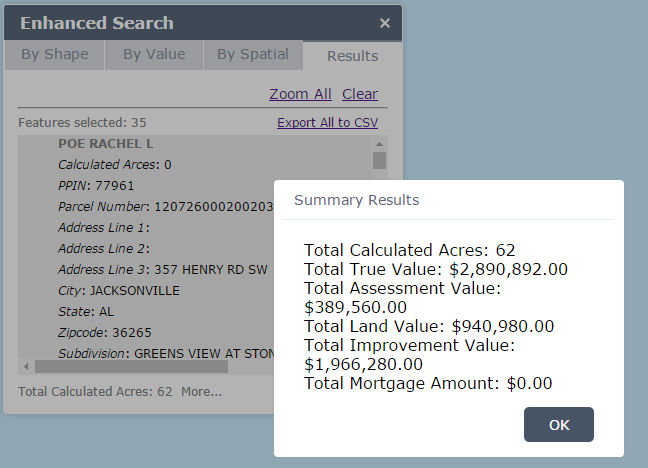 Enhanced Search ×
By Shape By Value By Spatial Results
Zoom All Clear
Features selected: 35 Export All to CSV
POE RACHEL L
Calculated Arces: 0
PPIN: 77961
Parcel Number: 120726000200203
Address Line 1:
Address Line 2:
Address Line 3: 357 HENRY RD SW
City: JACKSONVILLE
State: AL
Zipcode: 36265
Subdivision: GREENS VIEW AT STON
Total Calculated Acres: 62 More...
Summary Results
Total Calculated Acres: 62
Total True Value: $2,890,892.00
Total Assessment Value:
$389,560.00
Total Land Value: $940,980.00
Total Improvement Value:
$1,966,280.00
Total Mortgage Amount: $0.00
OK